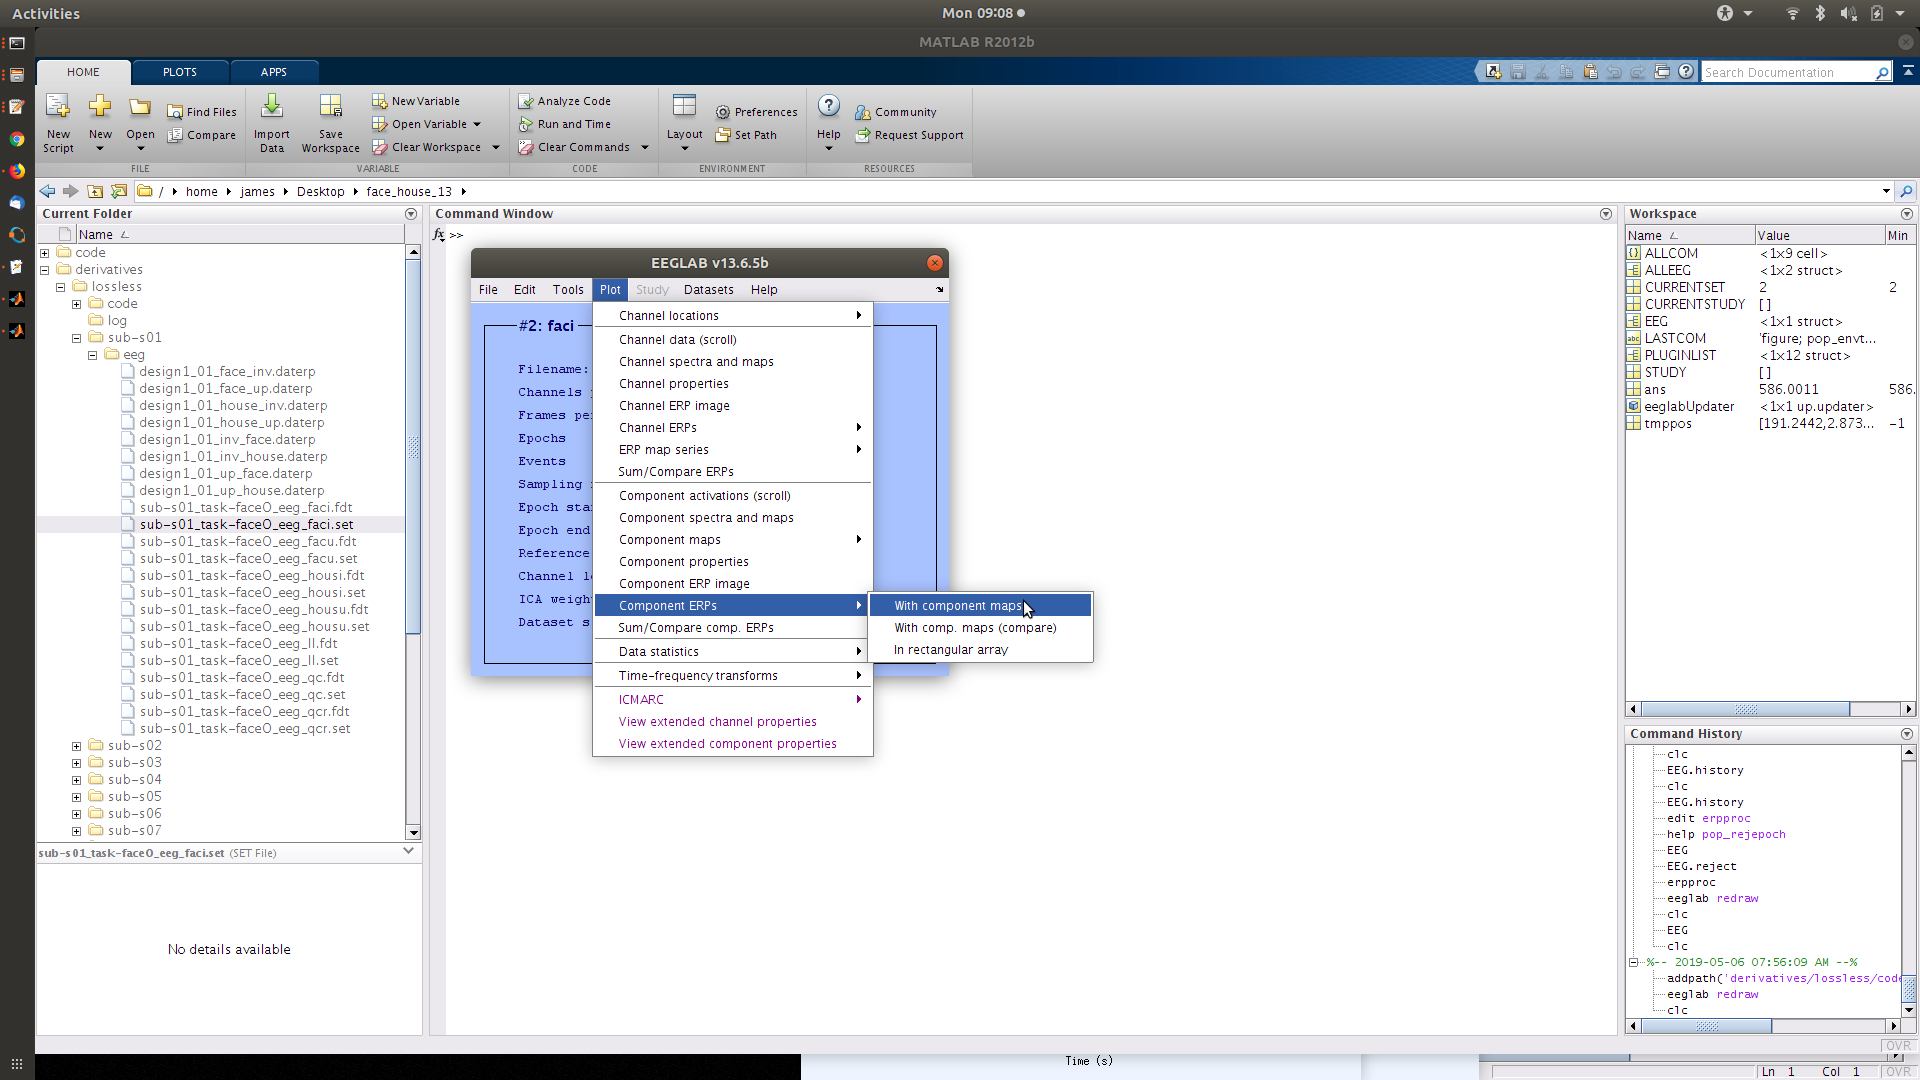 Activities
Mon 09:08
MATLAB R2012b
HOME
PLOTS
APPS
Search Documentation
New Script
New
Open
Find Files
Compare
FILE
Import Data
Save Workspace
New Variable
Open Variable
Clear Workspace
VARIABLE
Analyze Code
Run and Time
Clear Commands
CODE
Layout
Preferences
Set Path
ENVIRONMENT
Help
Community
Request Support
RESOURCES
/ home james Desktop face_house_13
Current Folder
Name
code
derivatives
lossless
code
log
sub-s01
eeg
design1_01_face_inv.daterp
design1_01_face_up.daterp
design1_01_house_inv.daterp
design1_01_house_up.daterp
design1_01_inv_face.daterp
design1_01_inv_house.daterp
design1_01_up_face.daterp
design1_01_up_house.daterp
sub-s01_task-faceO_eeg_faci.fdt
sub-s01_task-faceO_eeg_faci.set
sub-s01_task-faceO_eeg_facu.fdt
sub-s01_task-faceO_eeg_facu.set
sub-s01_task-faceO_eeg_housi.fdt
sub-s01_task-faceO_eeg_housi.set
sub-s01_task-faceO_eeg_housu.fdt
sub-s01_task-faceO_eeg_housu.set
sub-s01_task-faceO_eeg_ll.fdt
sub-s01_task-faceO_eeg_ll.set
sub-s01_task-faceO_eeg_qc.fdt
sub-s01_task-faceO_eeg_qc.set
sub-s01_task-faceO_eeg_qcr.fdt
sub-s01_task-faceO_eeg_qcr.set
sub-s02
sub-s03
sub-s04
sub-s05
sub-s06
sub-s07
sub-s01_task-faceO_eeg_faci.set (SET File)
No details available
Command Window
fx >>
EEGLAB v13.6.5b
File Edit Tools Plot Study Datasets Help
#2: faci
Filename:
Channels p
Frames per
Epochs
Events
Sampling
Epoch sta
Epoch end
Reference
Channel l
ICA weigh
Dataset s
Channel locations
Channel data (scroll)
Channel spectra and maps
Channel properties
Channel ERP image
Channel ERPs
ERP map series
Sum/Compare ERPs
Component activations (scroll)
Component spectra and maps
Component maps
Component properties
Component ERP image
Component ERPs
Sum/Compare comp. ERPs
Data statistics
Time-frequency transforms
ICMARC
View extended channel properties
View extended component properties
With component maps
With comp. maps (compare)
In rectangular array
Workspace
Name Value Min
ALLCOM <1x9 cell>
ALLEEG <1x2 struct>
CURRENTSET 2 2
CURRENTSTUDY []
EEG <1x1 struct>
LASTCOM 'figure; pop_envt...
PLUGINLIST <1x12 struct>
STUDY []
ans 586.0011 586.
eeglabUpdater <1x1 up.updater>
tmppos [191.2442,2.873... -1
Command History
clc
EEG.history
clc
EEG.history
edit erpproc
help pop_rejepoch
EEG
EEG.reject
erpproc
eeglab redraw
clc
EEG
clc
%-- 2019-05-06 07:56:09 AM --%
addpath('derivatives/lossless/code
eeglab redraw
clc
OVR
Time (s)
Ln 1 Col 1 OVR